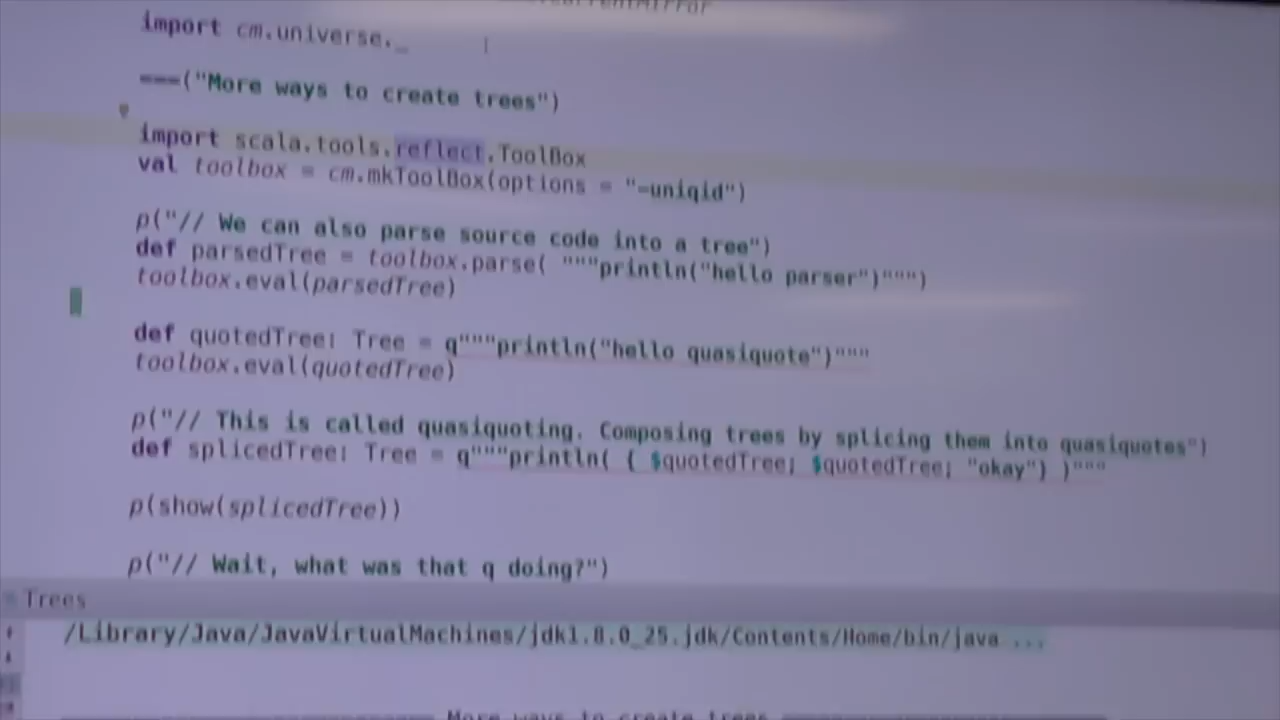 import cm.universe._
===("More ways to create trees")
import scala.tools.reflect.ToolBox
val toolbox = cm.mkToolBox(options = "-uniqid")
p("// We can also parse source code into a tree")
def parsedTree = toolbox.parse( """println("hello parser")""")
toolbox.eval(parsedTree)
def quotedTree: Tree = q"""println("hello quasiquote")"""
toolbox.eval(quotedTree)
p("// This is called quasiquoting. Composing trees by splicing them into quasiquotes")
def splicedTree: Tree = q"""println( { $quotedTree; $quotedTree; "okay"} )"""
p(show(splicedTree))
p("// Wait, what was that q doing?")
Trees
/Library/Java/JavaVirtualMachines/jdk1.8.0_25.jdk/Contents/Home/bin/java ...
More ways to create trees